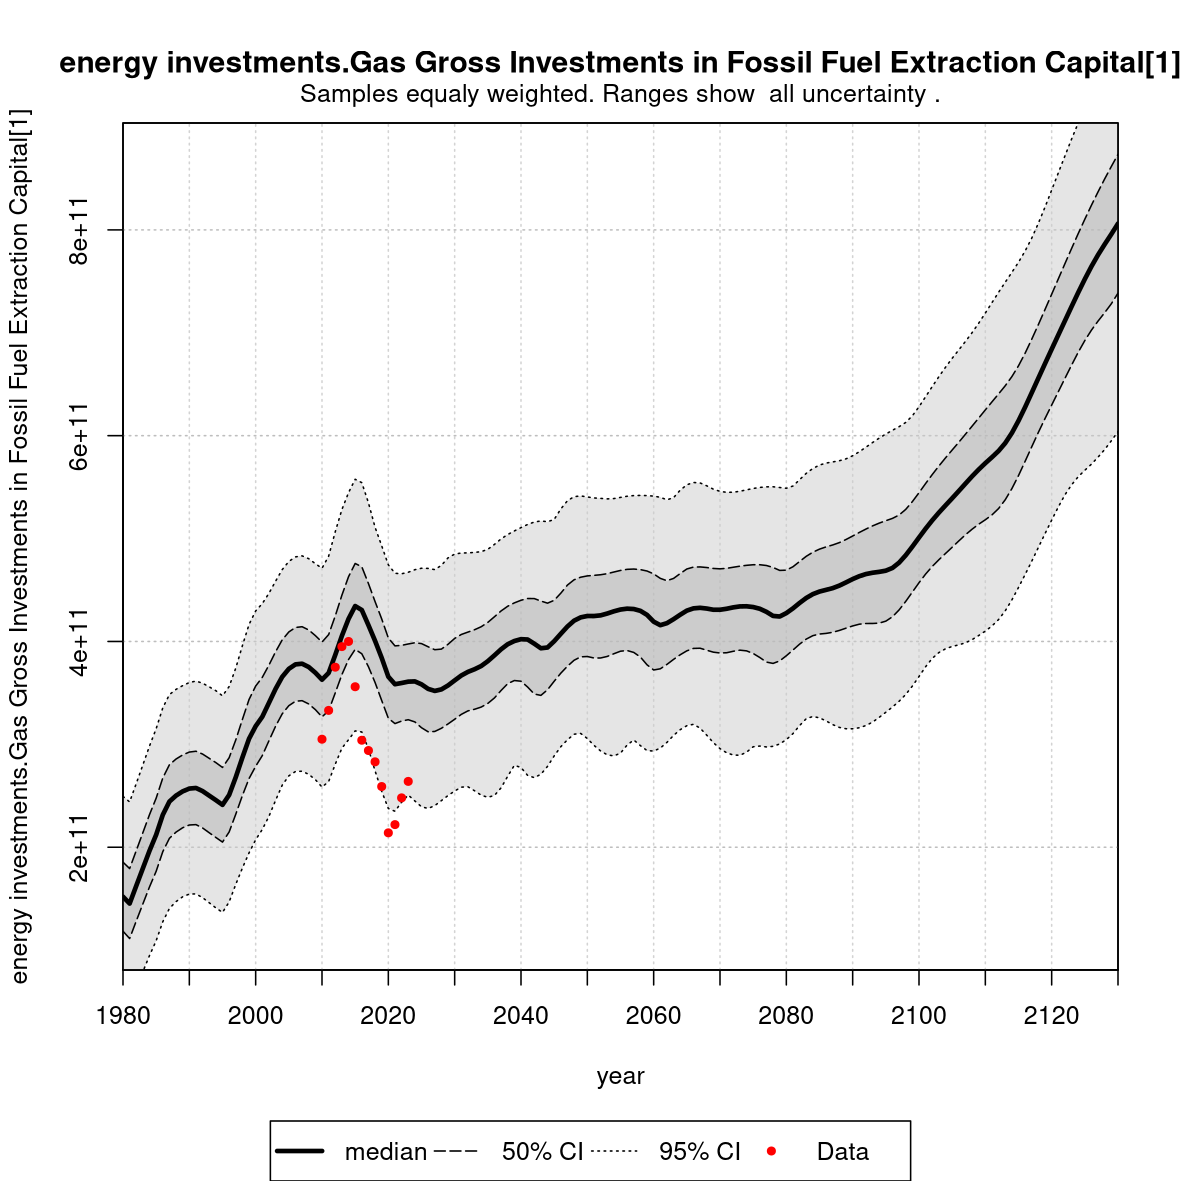 energy investments.Gas Gross Investments in Fossil Fuel Extraction Capital[1]
Samples equaly weighted. Ranges show  all uncertainty .
energy investments.Gas Gross Investments in Fossil Fuel Extraction Capital[1]
8e+11
6e+11
4e+11
2e+11
1980 2000 2020 2040 2060 2080 2100 2120
year
median 50% CI 95% CI Data